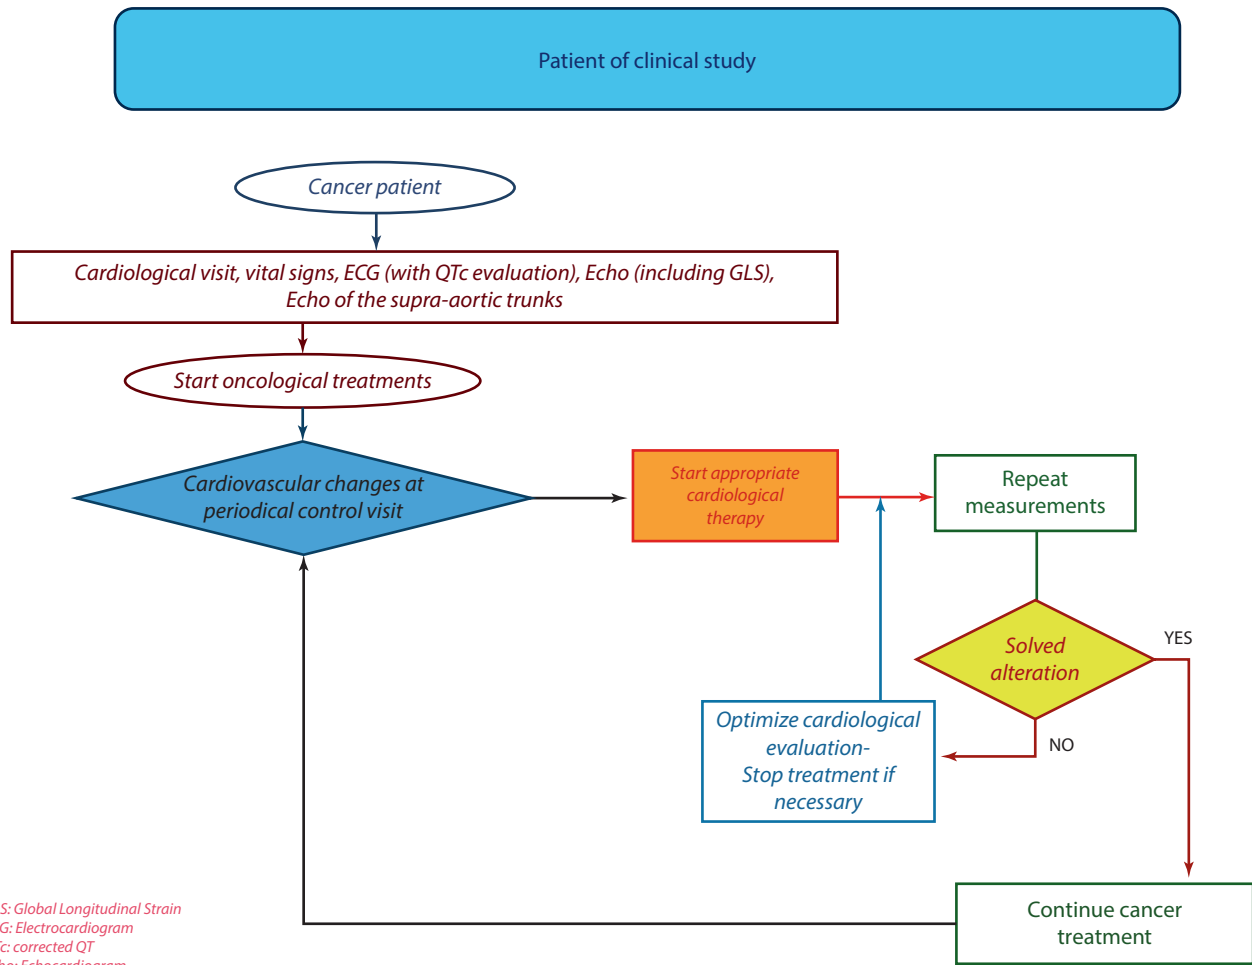 Patient of clinical study
Cancer patient
Cardiological visit, vital signs, ECG (with QTc evaluation), Echo (including GLS),
Echo of the supra-aortic trunks
Start oncological treatments
Cardiovascular changes at
periodical control visit
Start appropriate
cardiological
therapy
Repeat
measurements
Solved
alteration
YES
NO
Optimize cardiological
evaluation-
Stop treatment if
necessary
Continue cancer
treatment
S: Global Longitudinal Strain
G: Electrocardiogram
c: corrected QT
Echocardiogram